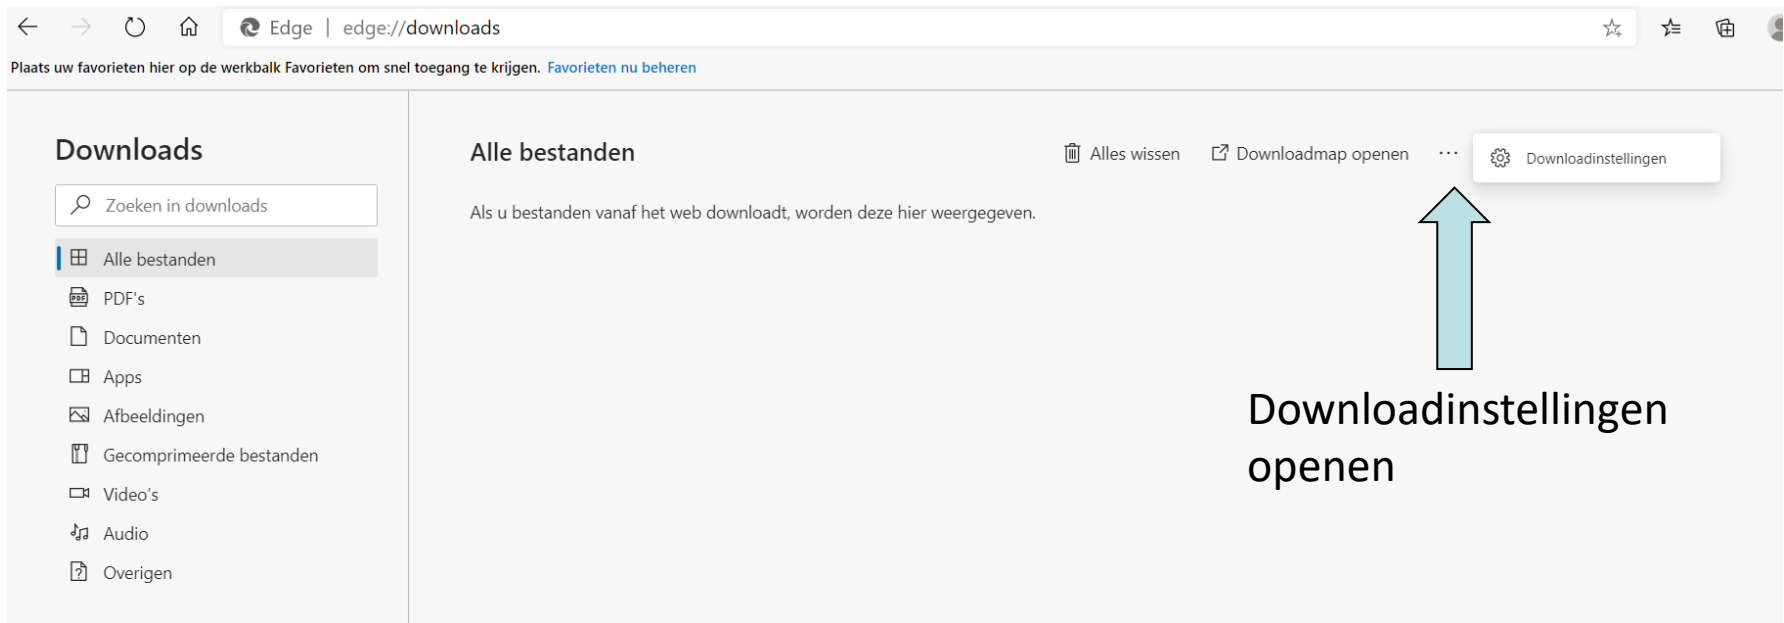 Edge | edge://downloads
Plaats uw favorieten hier op de werkbalk Favorieten om snel toegang te krijgen. Favorieten nu beheren
Downloads
Zoeken in downloads
Alle bestanden
PDF's
Documenten
Apps
Afbeeldingen
Gecomprimeerde bestanden
Video's
Audio
Overigen
Alle bestanden
Alles wissen
Downloadmap openen
...
Downloadinstellingen
Als u bestanden vanaf het web downloadt, worden deze hier weergegeven.
Downloadinstellingen
openen